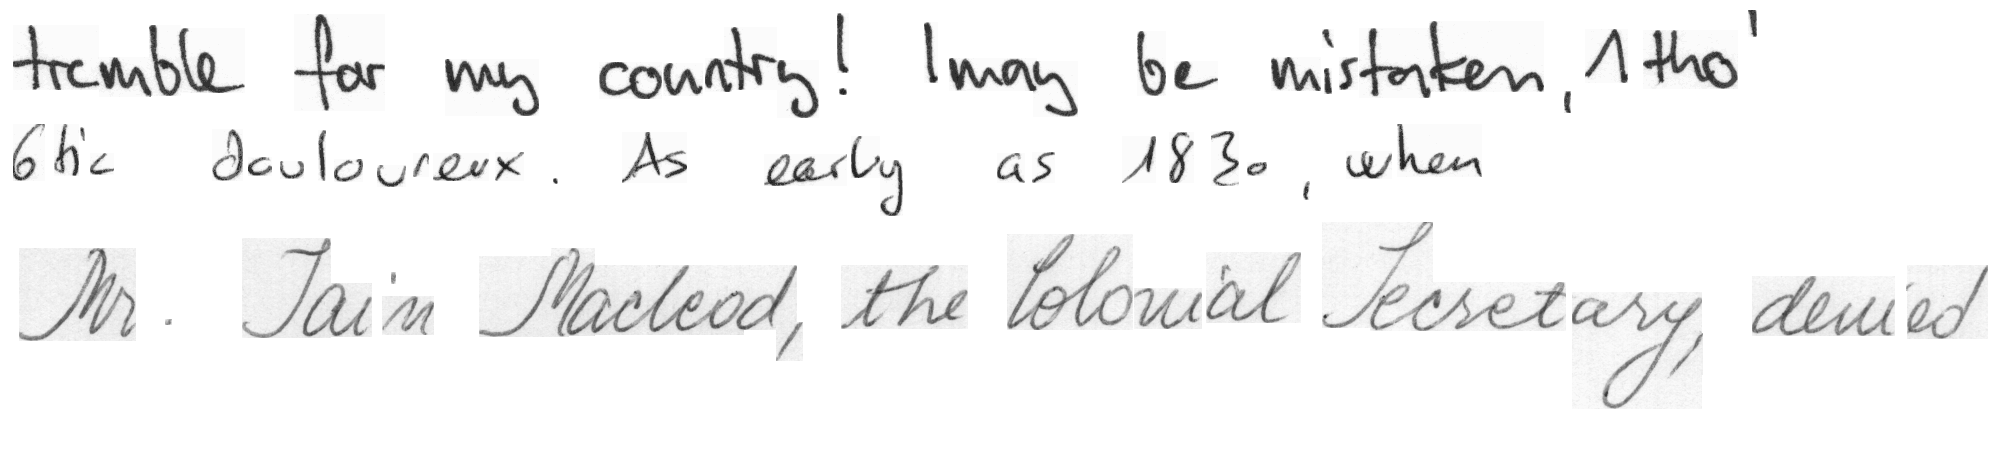 tremble for my country! I may be mistaken, 1 tho'
6tic douloureux. As early as 1830, when
Mr. Iain Macleod, the Colonial Secretary, denied